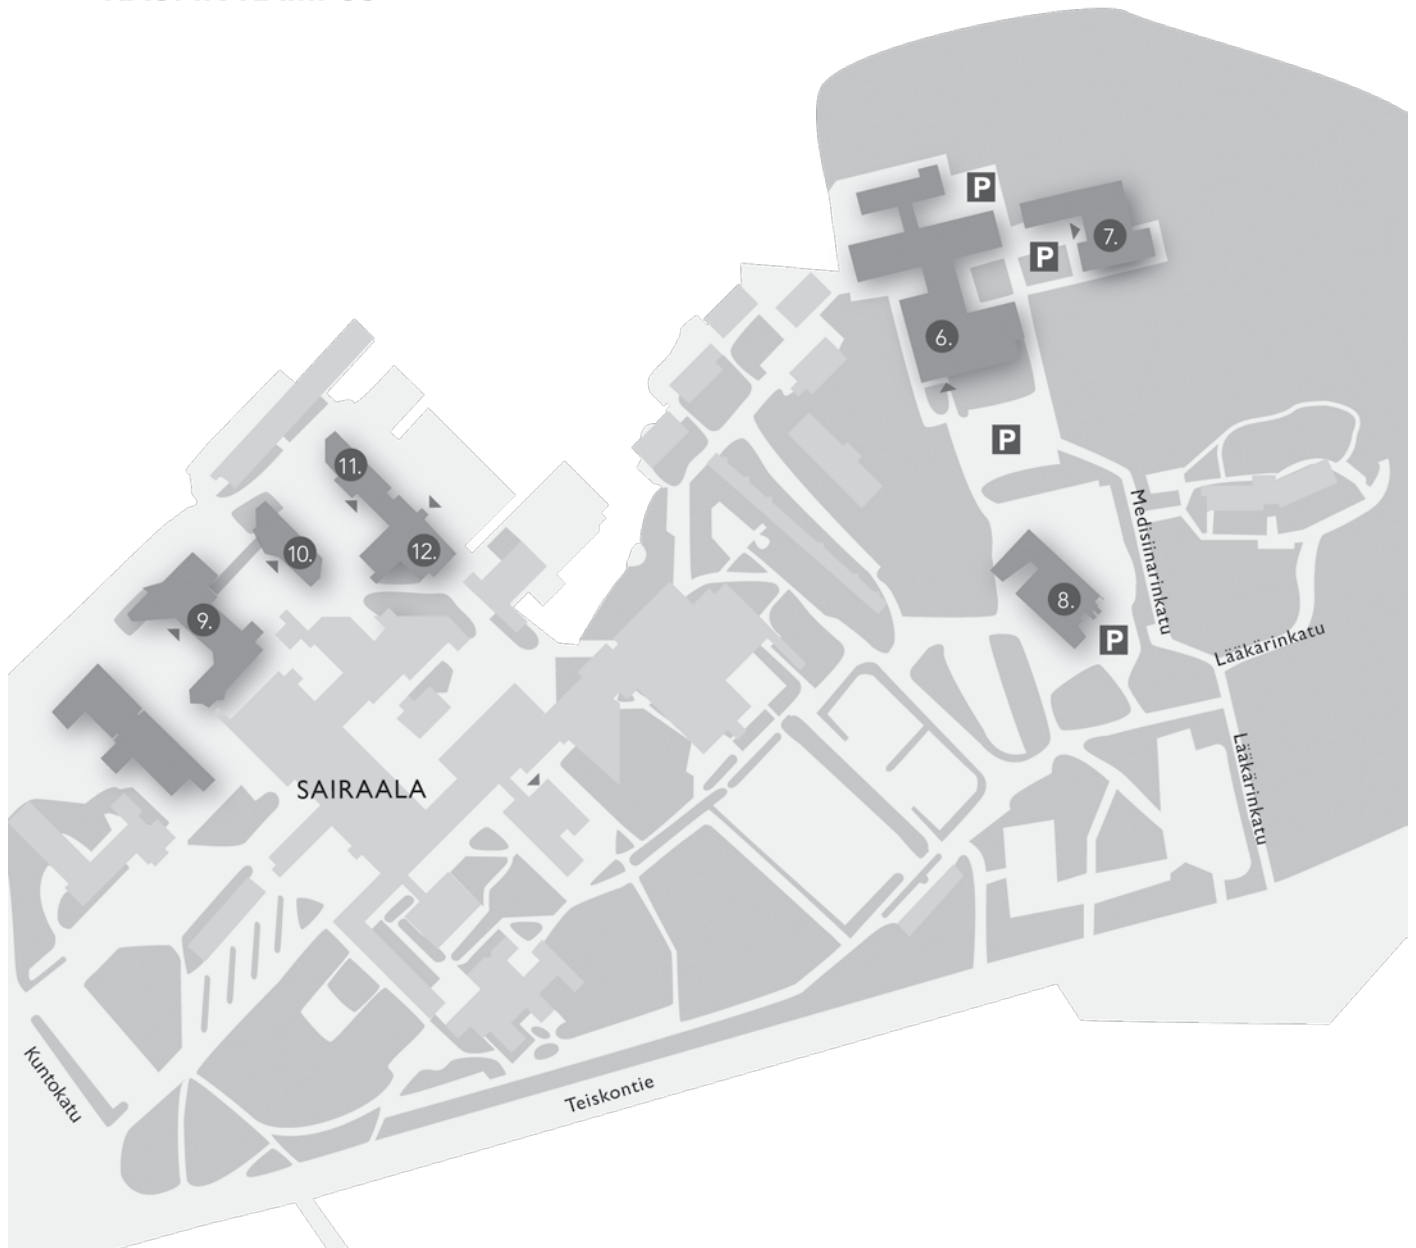 P
7.
P
6.
P
11.
12.
10.
9.
8.
P
Medisiinarinkatu
Lääkärinkatu
Lääkärinkatu
SAIRAALA
Kuntokatu
Teiskontie